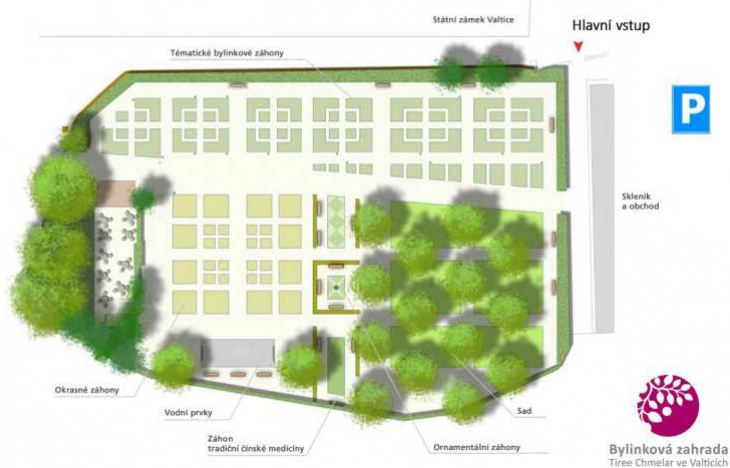 Státní zámek Valtice
Hlavní vstup
Tématické bylinkové záhony
P
Skleník
a obchod
Okrasné záhony
Vodní prvky
Záhon
tradiční čínské medicíny
Ornamentální záhony
Sad
Bylinková zahrada
Tiree Chmelar ve Valticích